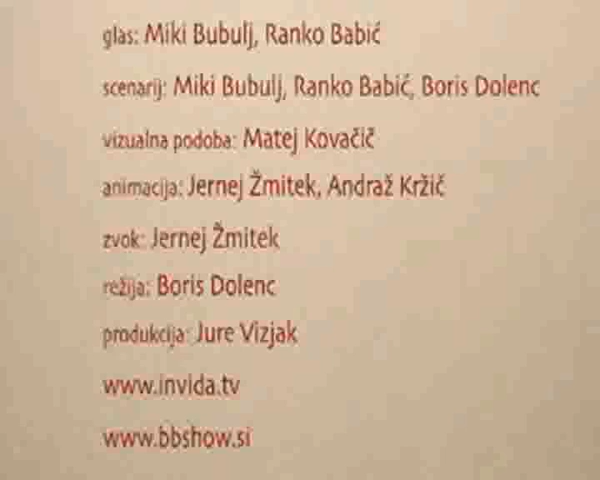 glas: Miki Bubulj, Ranko Babić
scenarij: Miki Bubulj, Ranko Babić, Boris Dolenc
vizualna podoba: Matej Kovačič
animacija: Jernej Žmitek, Andraž Kržič
zvok: Jernej Žmitek
režija: Boris Dolenc
produkcija: Jure Vizjak
www.invida.tv
www.bbshow.si